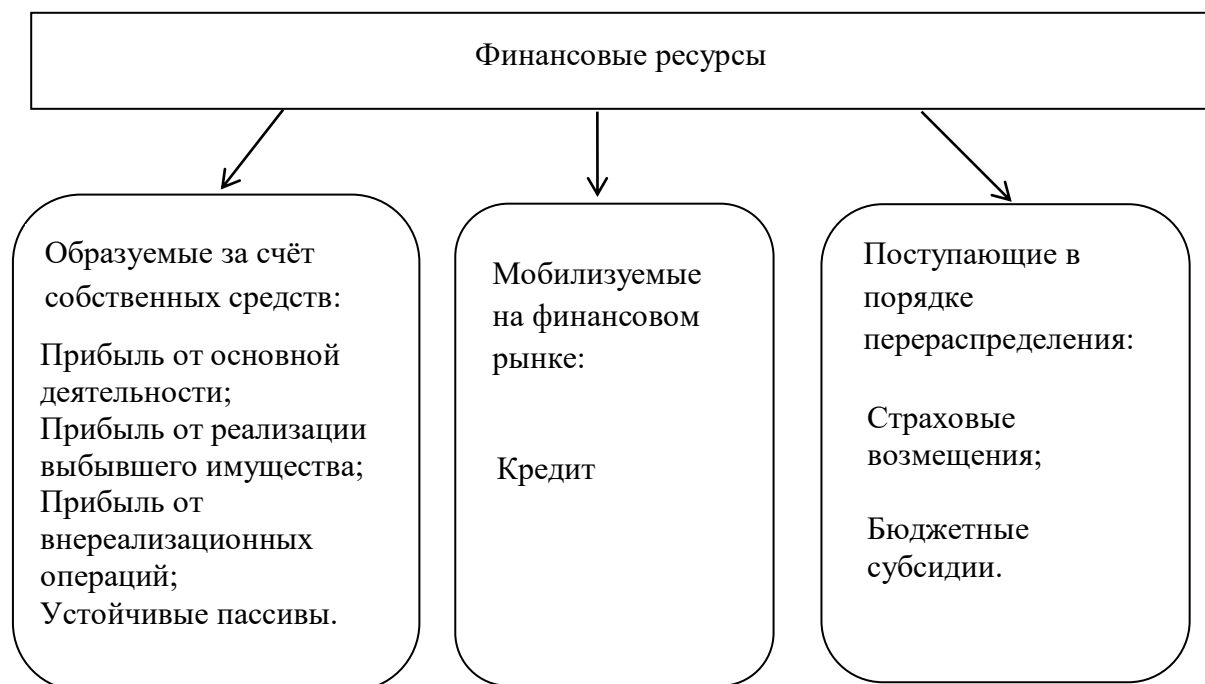 Финансовые ресурсы
Образуемые за счёт
собственных средств:
Прибыль от основной
деятельности;
Прибыль от реализации
выбывшего имущества;
Прибыль от
внереализационных
операций;
Устойчивые пассивы.
Мобилизуемые
на финансовом
рынке:
Кредит
Поступающие в
порядке
перераспределения:
Страховые
возмещения;
Бюджетные
субсидии.